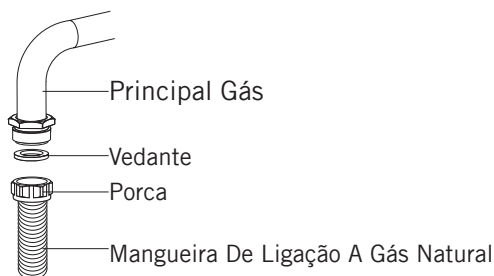 Principal Gás
Vedante
Porca
Mangueira De Ligação A Gás Natural